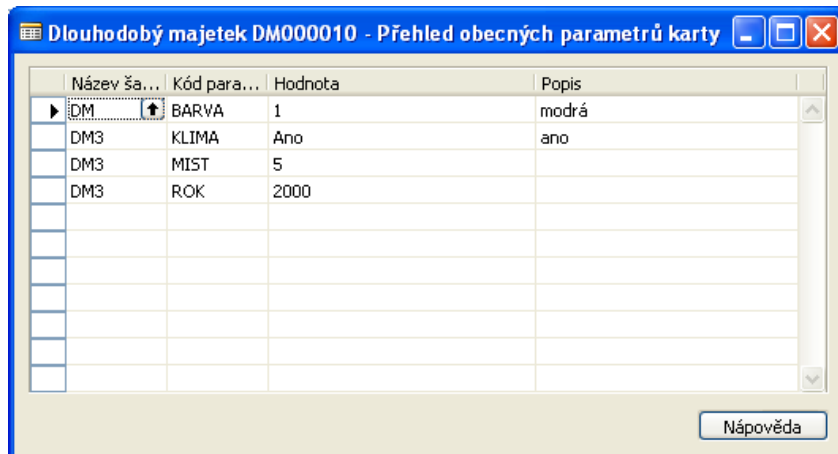 Dlouhodobý majetek DM000010 - Přehled obecných parametrů karty
Název ša... Kód para... Hodnota Popis
DM BARVA 1 modrá
DM3 KLIMA Ano ano
DM3 MIST 5
DM3 ROK 2000
Nápověda